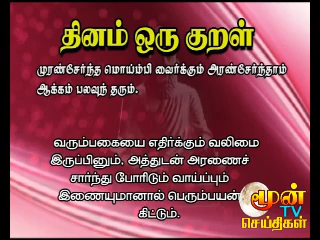 தினம் ஒரு குறள்
முரண்சேர்ந்த மொய்ம்பி னவர்க்கும் அரண்சேர்ந்தாம்
ஆக்கம் பலவுந் தரும்.
வரும்பகையை எதிர்க்கும் வலிமை
இருப்பினும். அத்துடன் அரணைச்
சார்ந்து போரிடும் வாய்ப்பும்
இணையுமானால் பெரும்பயன்
கிட்டும்.
மூன்
TV
செய்திகள்